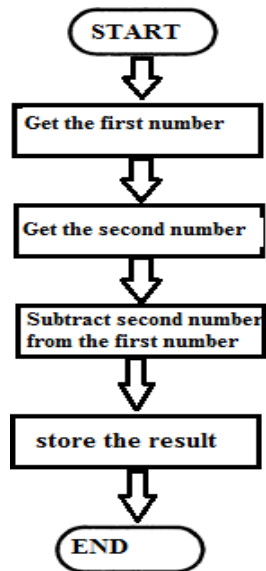 START
Get the first number
Get the second number
Subtract second number
from the first number
store the result
END